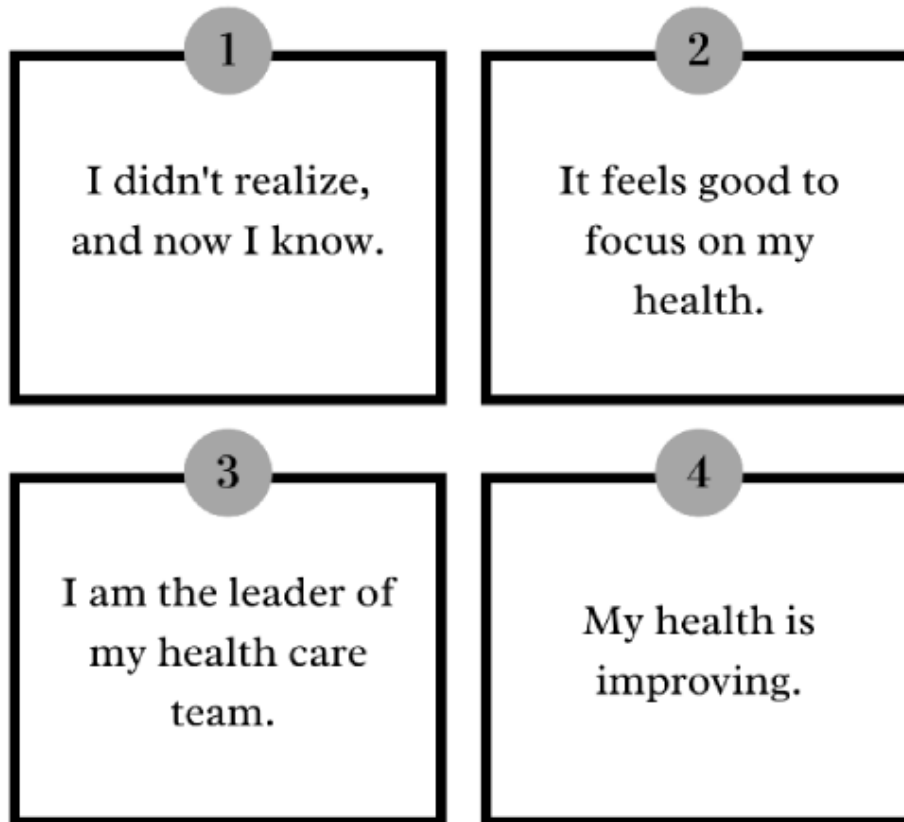 1
I didn't realize,
and now I know.
2
It feels good to
focus on my
health.
3
I am the leader of
my health care
team.
4
My health is
improving.